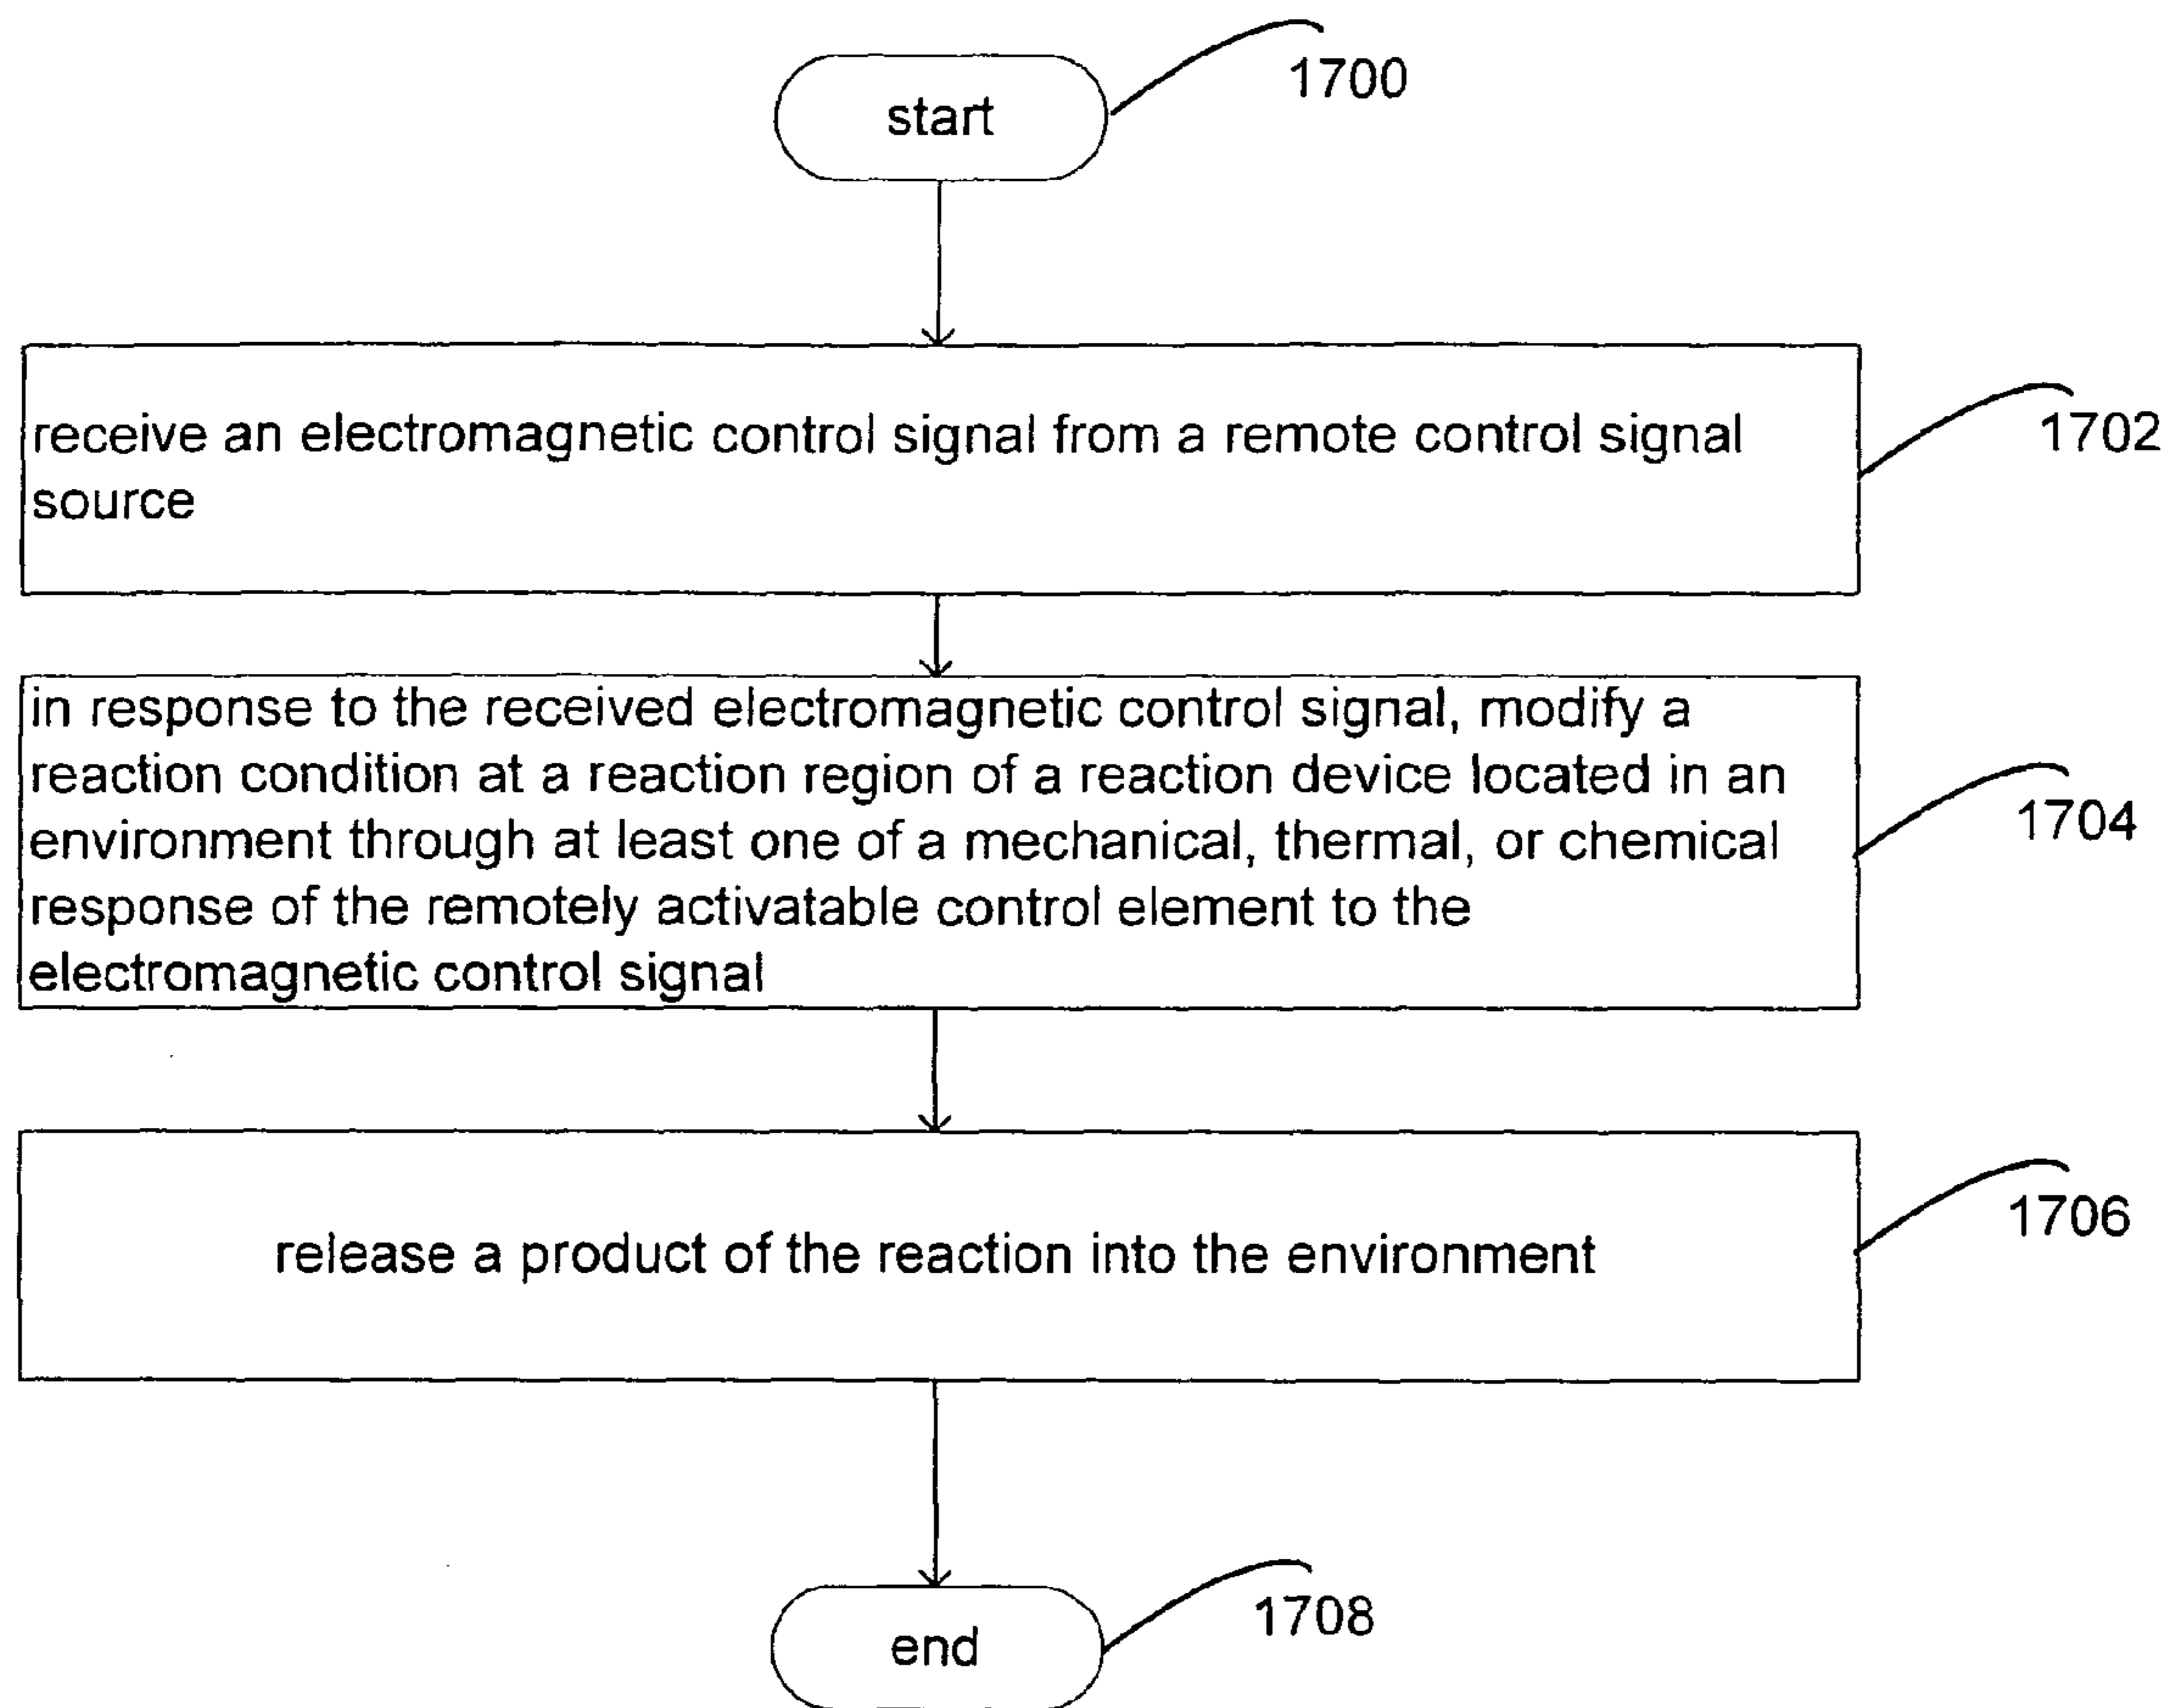 start
1700
receive an electromagnetic control signal from a remote control signal
source
1702
in response to the received electromagnetic control signal, modify a
reaction condition at a reaction region of a reaction device located in an
environment through at least one of a mechanical, thermal, or chemical
response of the remotely activatable control element to the
electromagnetic control signal
1704
release a product of the reaction into the environment
1706
end
1708